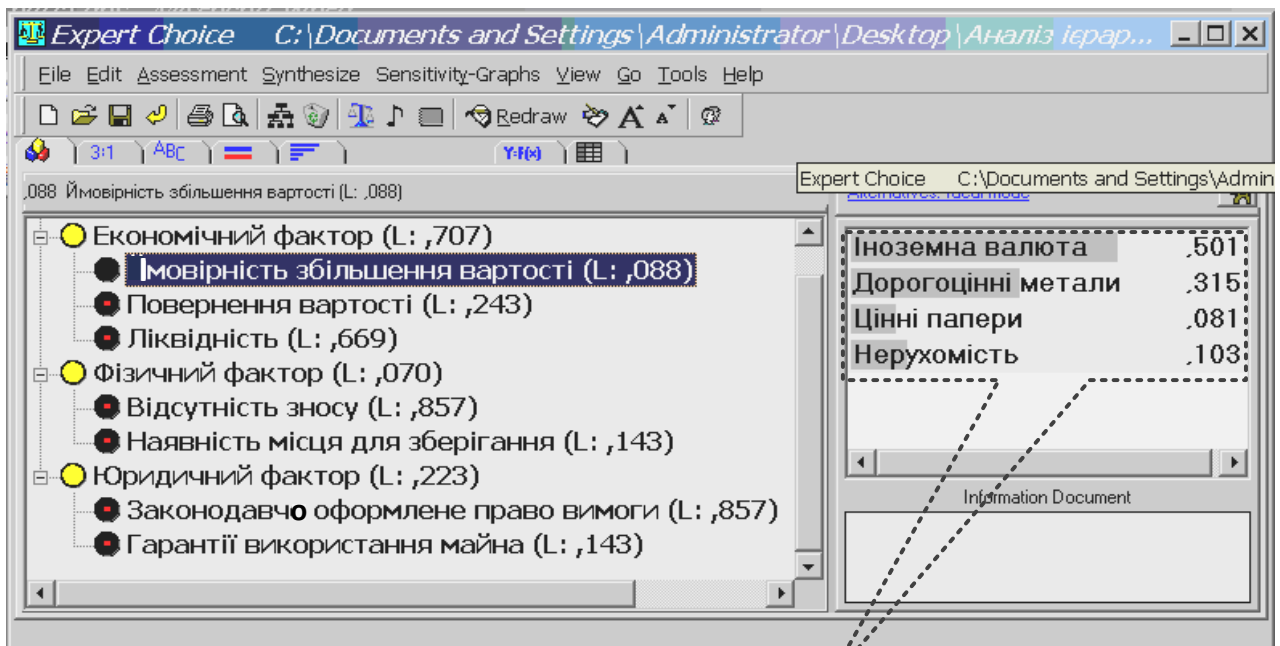 Expert Choice C:\Documents and Settings\Administrator\Desktop\Аналіз ієрар...
File Edit Assessment Synthesize Sensitivity-Graphs View Go Tools Help
Redraw A A
3:1 ABC Y=F(x)
Expert Choice C:\Documents and Settings\Admin
,088 Ймовірність збільшення вартості (L: ,088)
Економічний фактор (L: ,707)
Ймовірність збільшення вартості (L: ,088)
Повернення вартості (L: ,243)
Ліквідність (L: ,669)
Фізичний фактор (L: ,070)
Відсутність зносу (L: ,857)
Наявність місця для зберігання (L: ,143)
Юридичний фактор (L: ,223)
Законодавчо оформлене право вимоги (L: ,857)
Гарантії використання майна (L: ,143)
Іноземна валюта ,501
Дорогоцінні метали ,315
Цінні папери ,081
Нерухомість ,103
Information Document